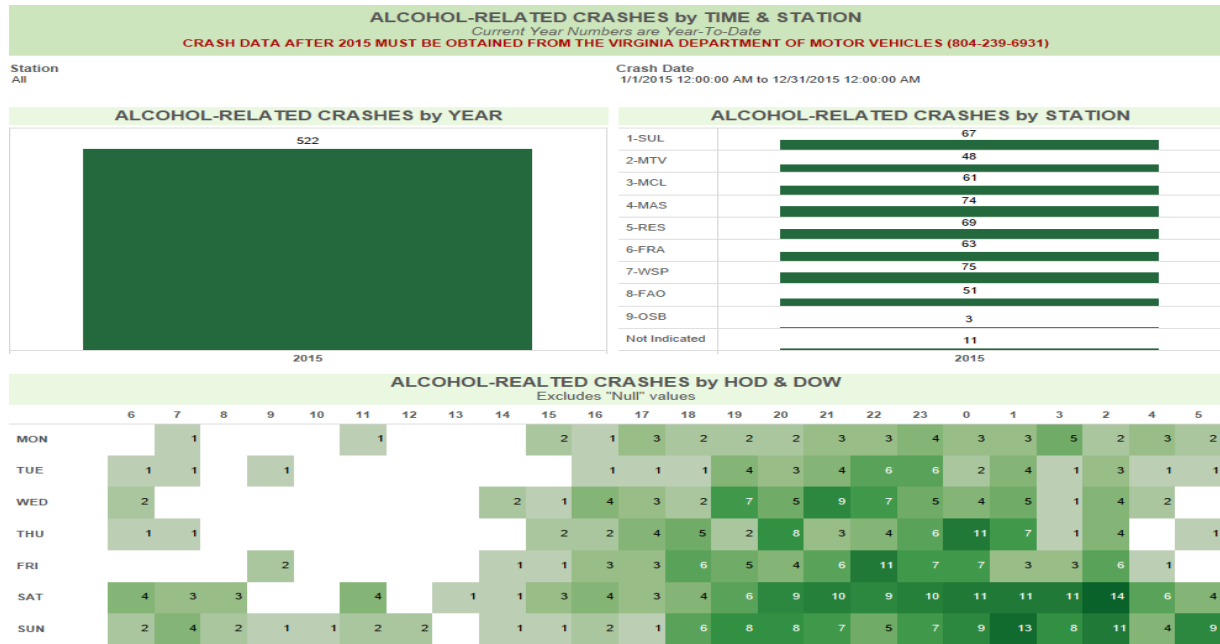 ALCOHOL-RELATED CRASHES by TIME & STATION
Current Year Numbers are Year-To-Date
CRASH DATA AFTER 2015 MUST BE OBTAINED FROM THE VIRGINIA DEPARTMENT OF MOTOR VEHICLES (804-239-6931)
Station
All
Crash Date
1/1/2015 12:00:00 AM to 12/31/2015 12:00:00 AM
ALCOHOL-RELATED CRASHES by YEAR
522
2015
ALCOHOL-RELATED CRASHES by STATION
1-SUL 67
2-MTV 48
3-MCL 61
4-MAS 74
5-RES 69
6-FRA 63
7-WSP 75
8-FAO 51
9-OSB 3
Not Indicated 11
2015
ALCOHOL-REALTED CRASHES by HOD & DOW
Excludes "Null" values
6 7 8 9 10 11 12 13 14 15 16 17 18 19 20 21 22 23 0 1 3 2 4 5
MON 1 1 2 1 3 2 2 2 3 3 4 3 3 5 2 3 2
TUE 1 1 1 1 1 1 4 3 4 6 6 2 4 1 3 1 1
WED 2 2 1 4 3 2 7 5 9 7 5 4 5 1 4 2
THU 1 1 2 2 4 5 2 8 3 4 6 11 7 1 4 1
FRI 2 1 1 3 3 6 5 4 6 11 7 7 3 3 6 1
SAT 4 3 3 4 1 1 3 4 3 4 6 9 10 9 10 11 11 11 14 6 4
SUN 2 4 2 1 1 2 2 1 1 2 1 6 8 8 7 5 7 9 13 8 11 4 9